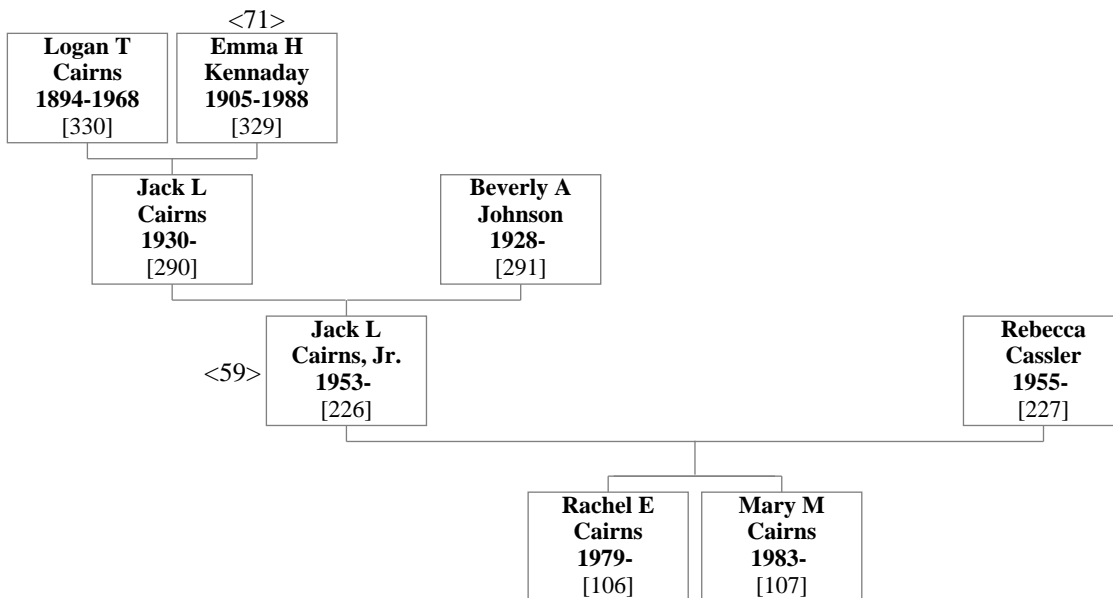 <71>
Logan T
Cairns
1894-1968
[330]
Emma H
Kennaday
1905-1988
[329]
Jack L
Cairns
1930-
[290]
Beverly A
Johnson
1928-
[291]
<59>
Jack L
Cairns, Jr.
1953-
[226]
Rebecca
Cassler
1955-
[227]
Rachel E
Cairns
1979-
[106]
Mary M
Cairns
1983-
[107]